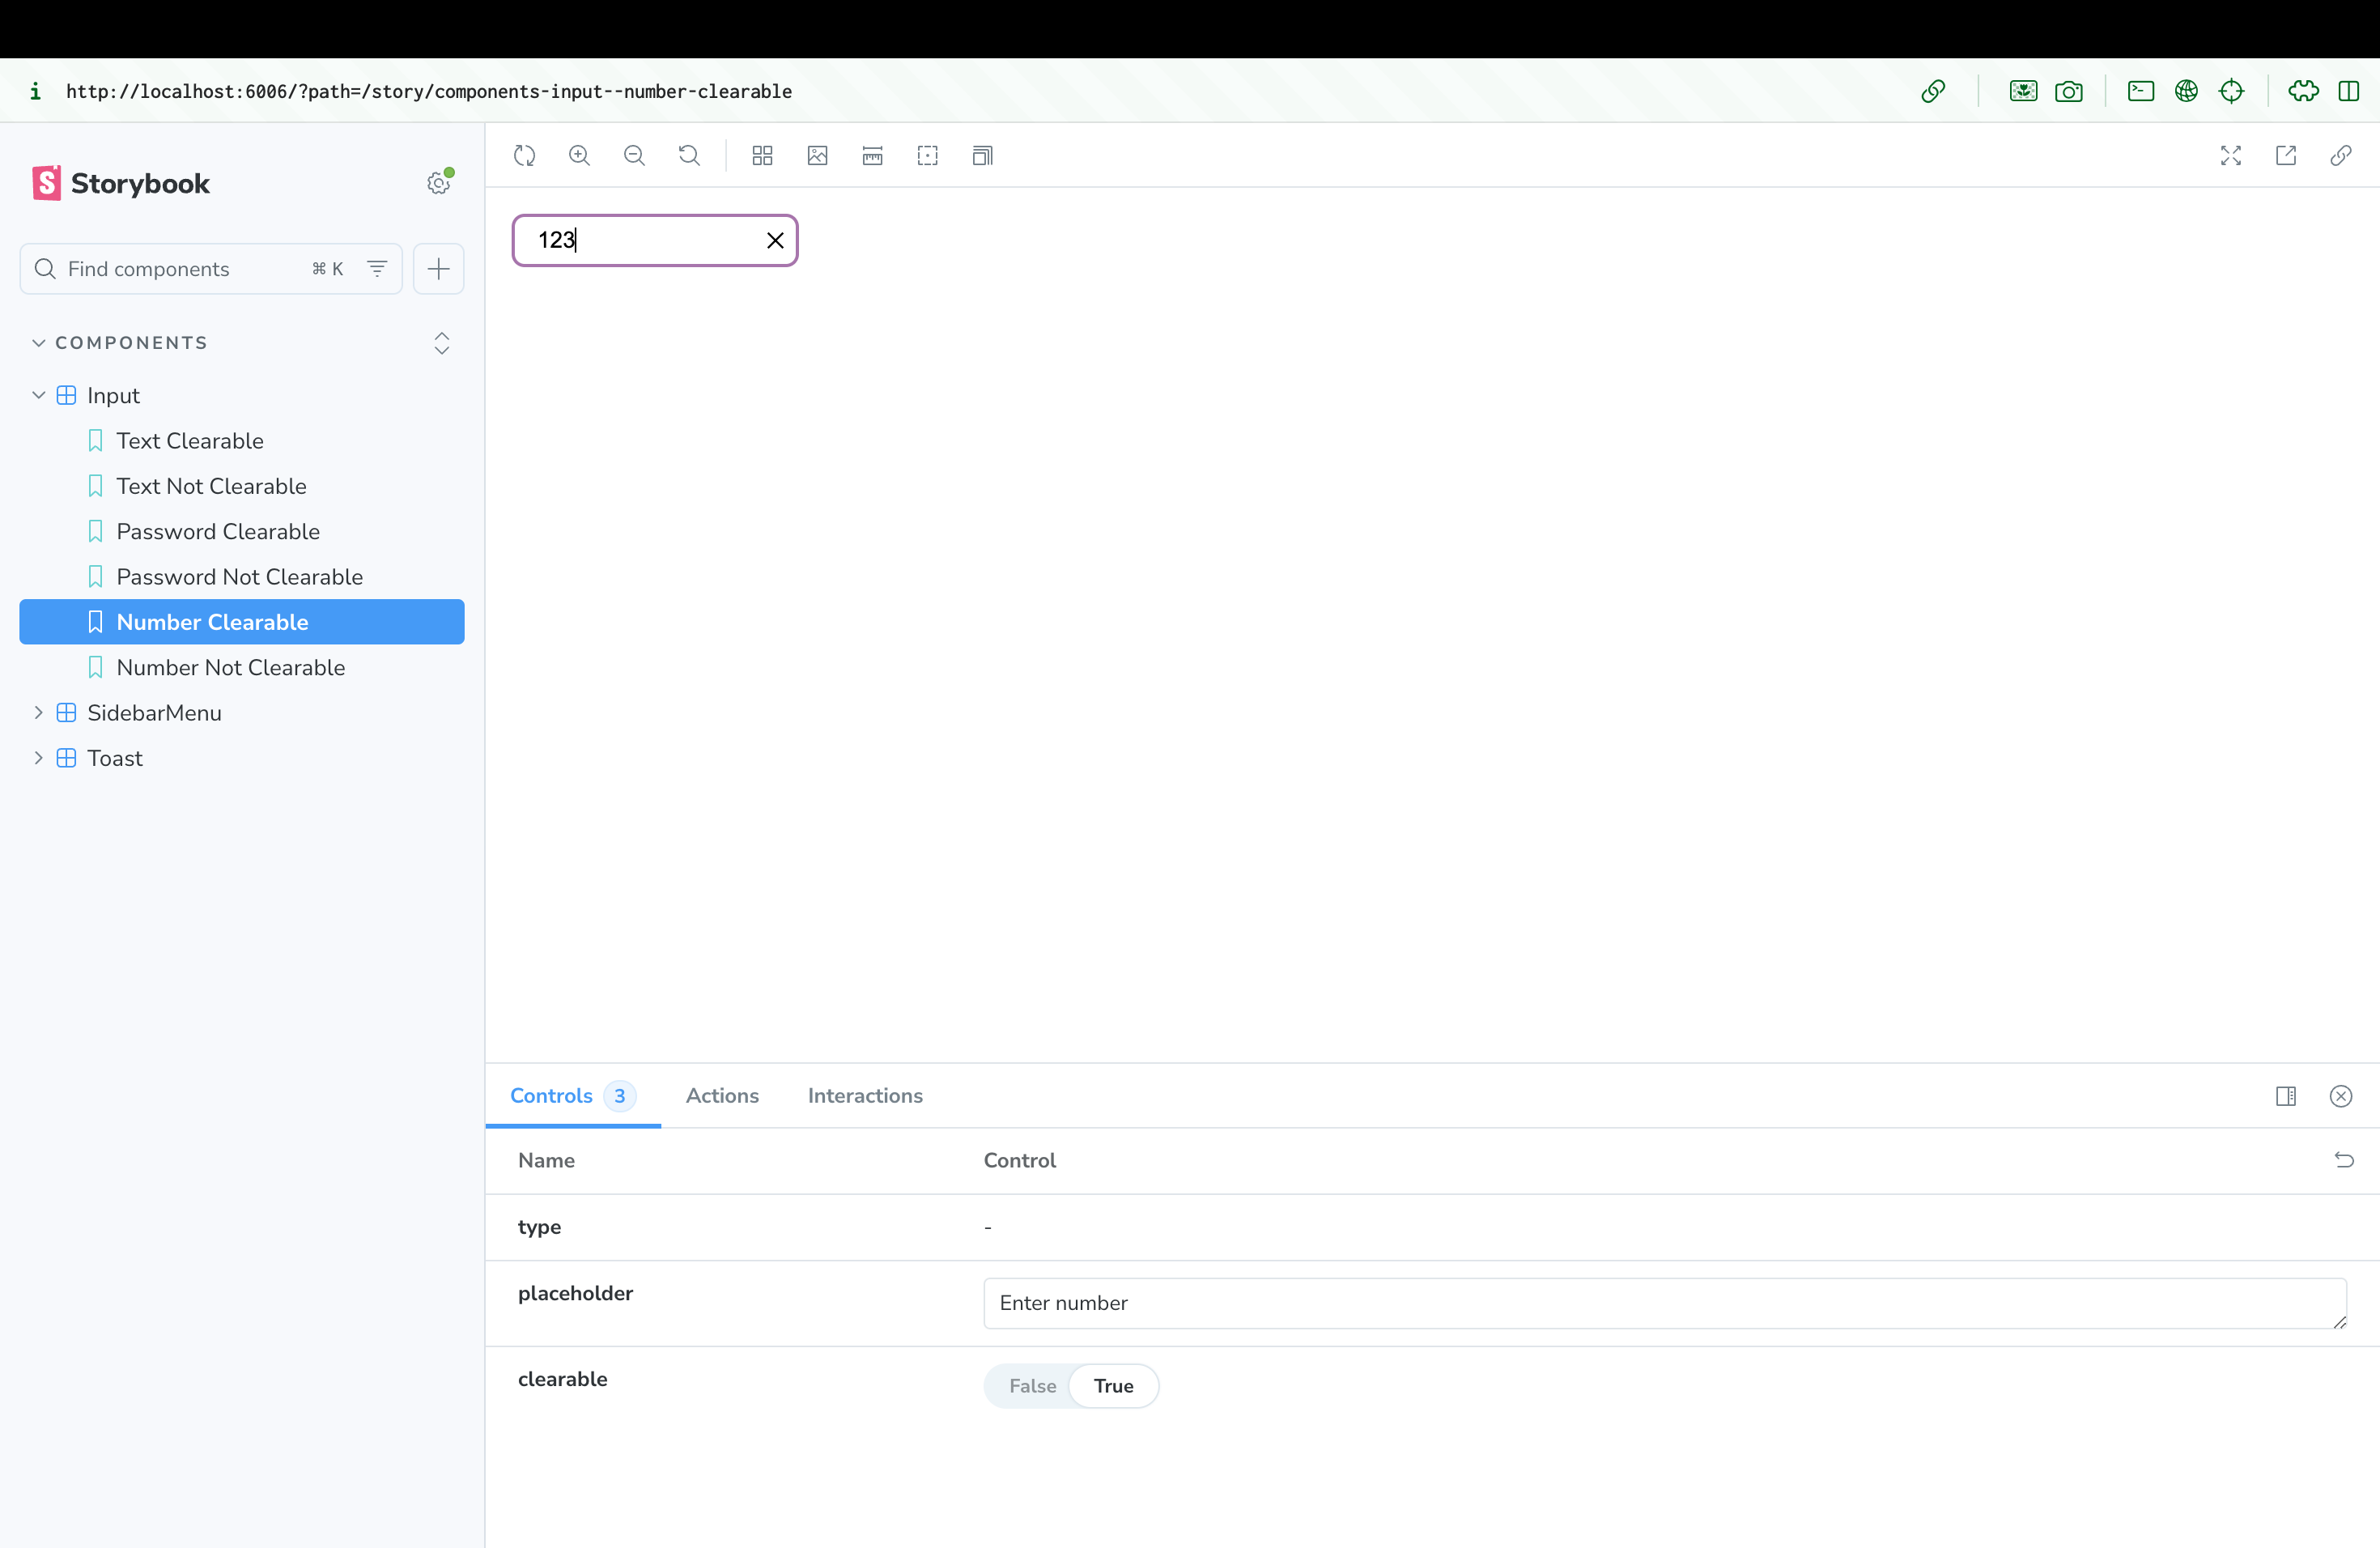 http://localhost:6006/?path=/story/components-input--number-clearable
Storybook
Find components ⌘ K
COMPONENTS
Input
Text Clearable
Text Not Clearable
Password Clearable
Password Not Clearable
Number Clearable
Number Not Clearable
SidebarMenu
Toast
123
Controls 3 Actions Interactions
Name Control
type -
placeholder Enter number
clearable False True